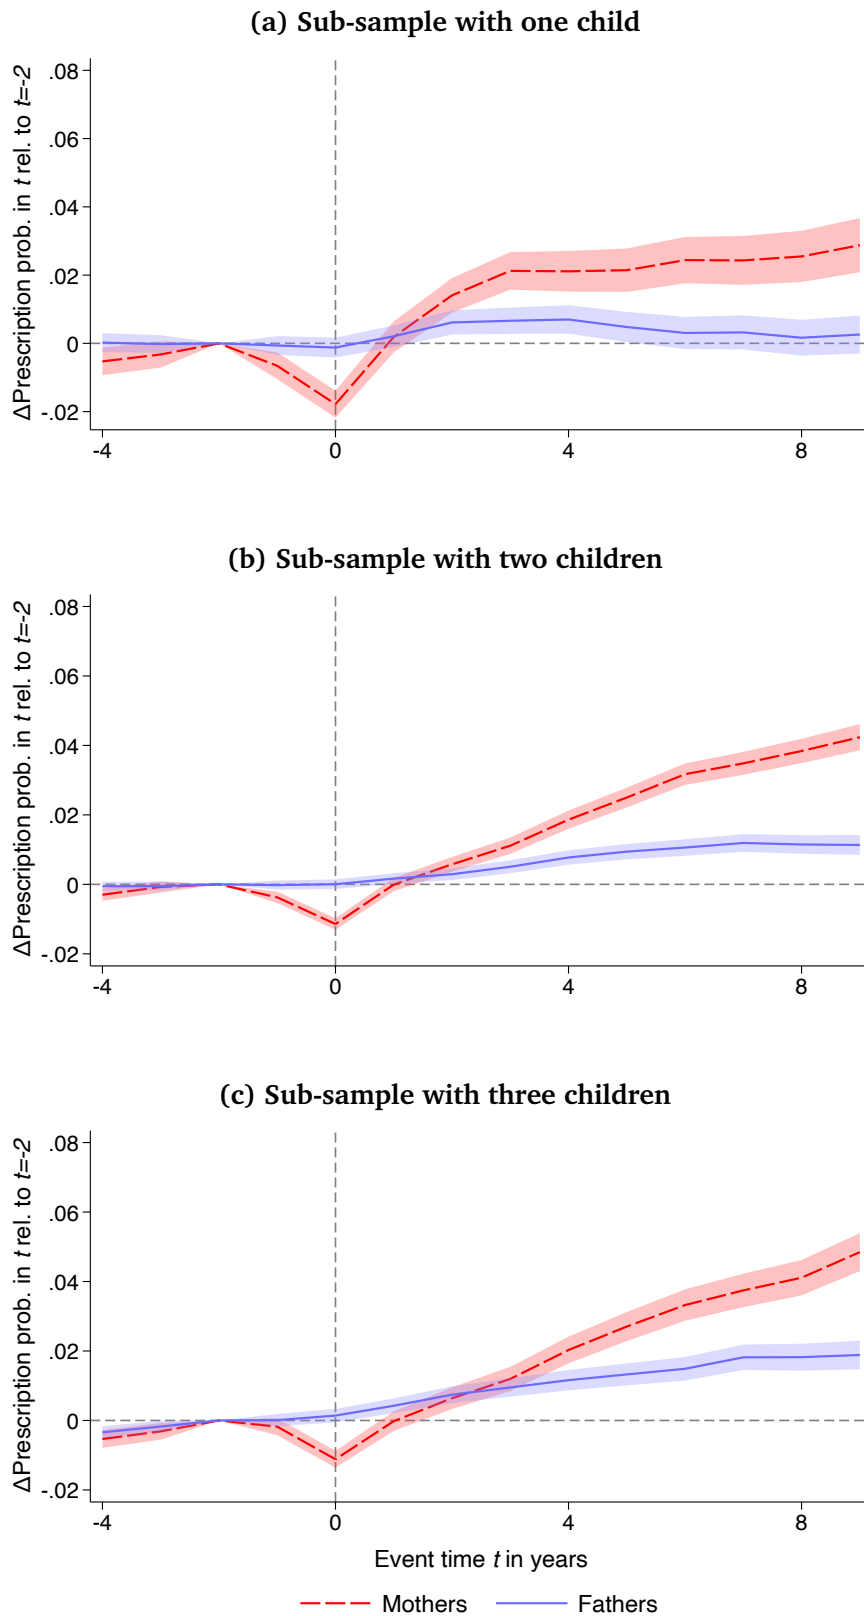 (a) Sub-sample with one child
ΔPrescription prob. in t rel. to t=-2
.08
.06
.04
.02
0
-.02
-4 0 4 8
(b) Sub-sample with two children
ΔPrescription prob. in t rel. to t=-2
.08
.06
.04
.02
0
-.02
-4 0 4 8
(c) Sub-sample with three children
ΔPrescription prob. in t rel. to t=-2
.08
.06
.04
.02
0
-.02
-4 0 4 8
Event time t in years
Mothers Fathers